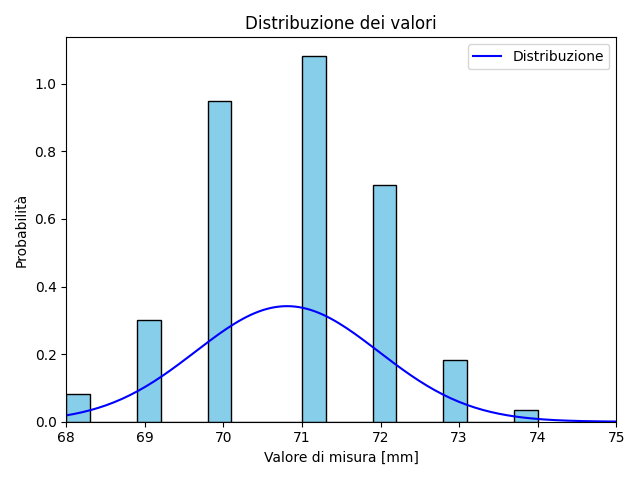 Distribuzione dei valori
Distribuzione
Probabilità
1.0
0.8
0.6
0.4
0.2
0.0
68 69 70 71 72 73 74 75
Valore di misura [mm]